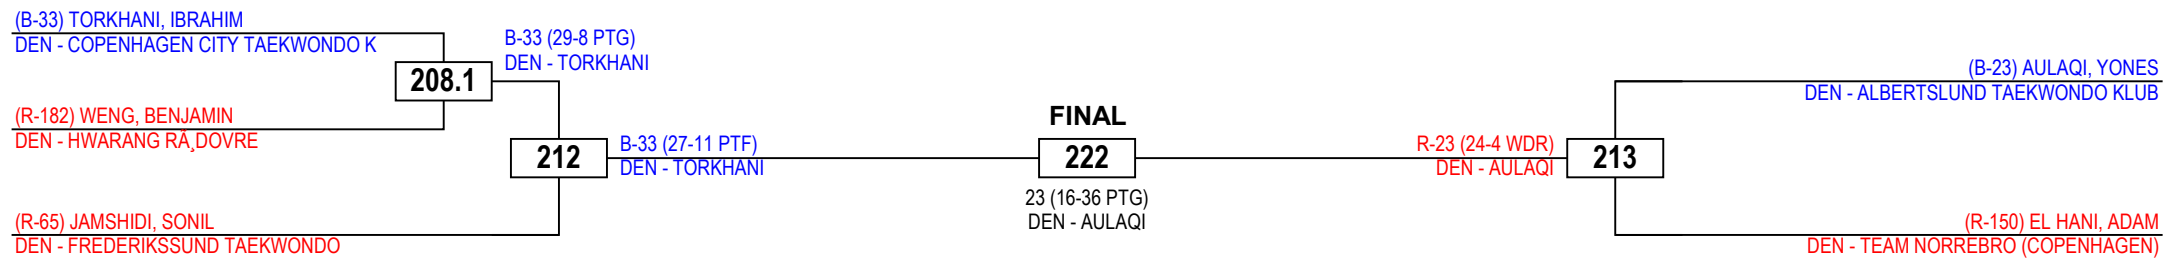 (B-33) TORKHANI, IBRAHIM
DEN - COPENHAGEN CITY TAEKWONDO K
B-33 (29-8 PTG)
DEN - TORKHANI
208.1
(R-182) WENG, BENJAMIN
DEN - HWARANG RÃ¸DOVRE
212
B-33 (27-11 PTF)
DEN - TORKHANI
(R-65) JAMSHIDI, SONIL
DEN - FREDERIKSSUND TAEKWONDO
FINAL
222
23 (16-36 PTG)
DEN - AULAQI
R-23 (24-4 WDR)
DEN - AULAQI
213
(B-23) AULAQI, YONES
DEN - ALBERTSLUND TAEKWONDO KLUB
(R-150) EL HANI, ADAM
DEN - TEAM NORREBRO (COPENHAGEN)